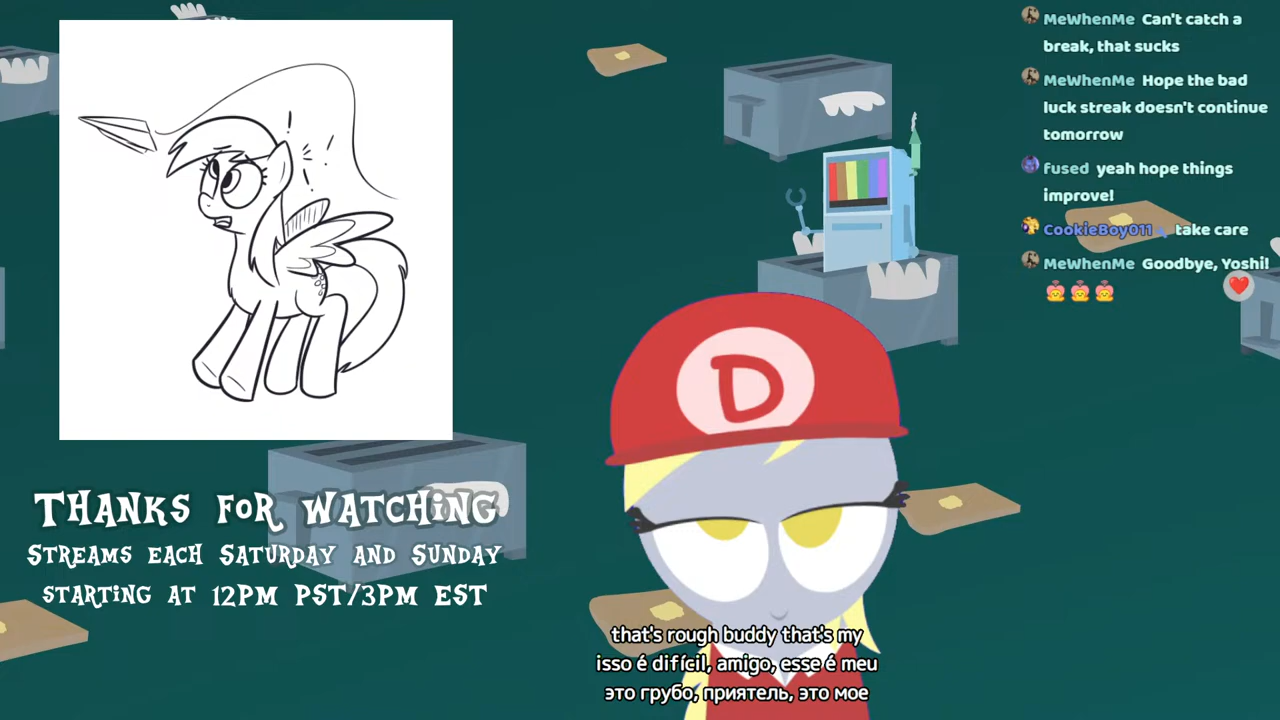 MeWhenMe Can't catch a
break, that sucks
MeWhenMe Hope the bad
luck streak doesn't continue
tomorrow
fused yeah hope things
improve!
CookieBoy011 take care
MeWhenMe Goodbye, Yoshi!
D
THANKS FOR WATCHING
STREAMS EACH SATURDAY AND SUNDAY
STARTING AT 12PM PST/3PM EST
that's rough buddy that's my
isso é difícil, amigo, esse é meu
это грубо, приятель, это мое